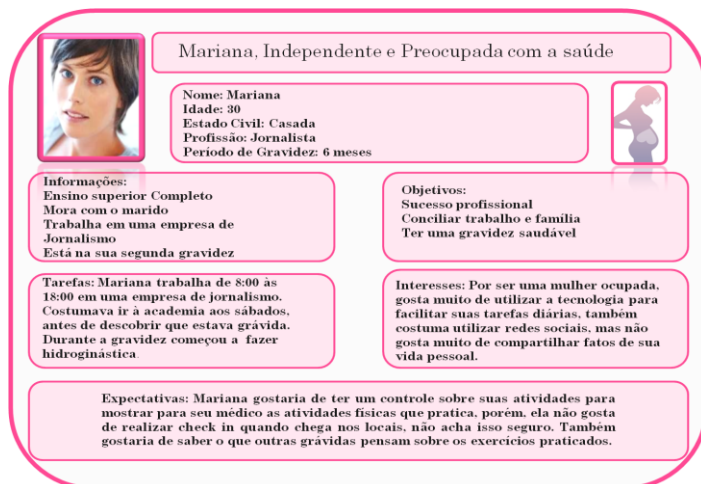 Mariana, Independente e Preocupada com a saúde
Nome: Mariana
Idade: 30
Estado Civil: Casada
Profissão: Jornalista
Período de Gravidez: 6 meses
Informações:
Ensino superior Completo
Mora com o marido
Trabalha em uma empresa de
Jornalismo
Está na sua segunda gravidez
Objetivos:
Sucesso profissional
Conciliar trabalho e família
Ter uma gravidez saudável
Tarefas: Mariana trabalha de 8:00 às
18:00 em uma empresa de jornalismo.
Costumava ir à academia aos sábados,
antes de descobrir que estava grávida.
Durante a gravidez começou a fazer
hidroginástica.
Interesses: Por ser uma mulher ocupada,
gosta muito de utilizar a tecnologia para
facilitar suas tarefas diárias, também
costuma utilizar redes sociais, mas não
gosta muito de compartilhar fatos de sua
vida pessoal.
Expectativas: Mariana gostaria de ter um controle sobre suas atividades para
mostrar para seu médico as atividades físicas que pratica, porém, ela não gosta
de realizar check in quando chega nos locais, não acha isso seguro. Também
gostaria de saber o que outras grávidas pensam sobre os exercícios praticados.